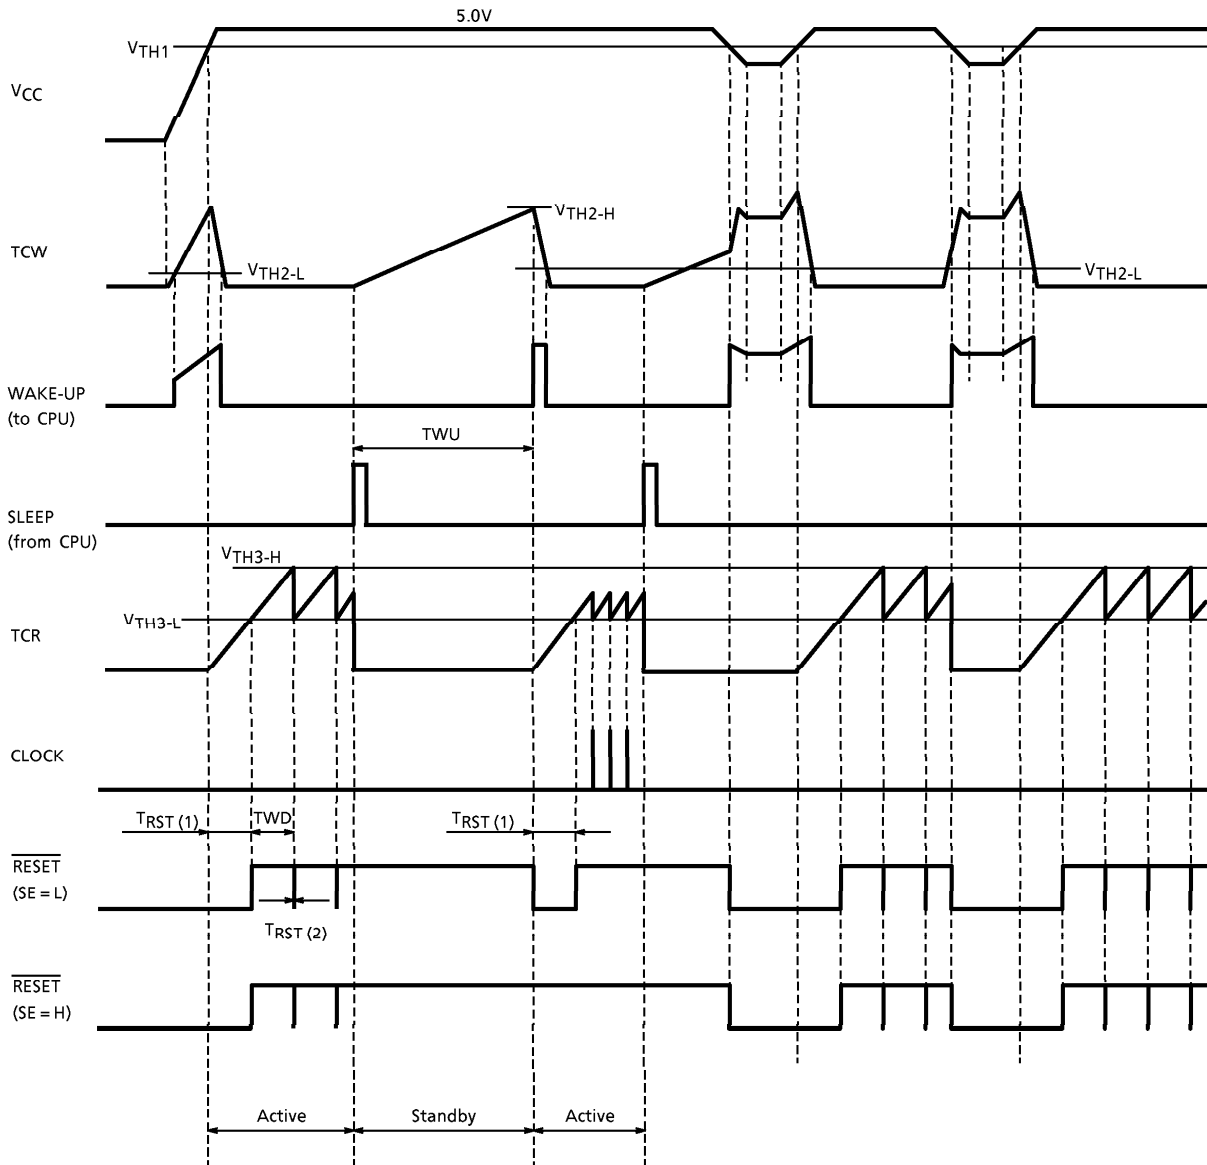 5.0V
VTH1
VCC
VTH2-H
TCW
VTH2-L
VTH2-L
WAKE-UP
(to CPU)
TWU
SLEEP
(from CPU)
VTH3-H
VTH3-L
TCR
CLOCK
TRST (1)
TWD
TRST (1)
RESET
(SE = L)
TRST (2)
RESET
(SE = H)
Active
Standby
Active